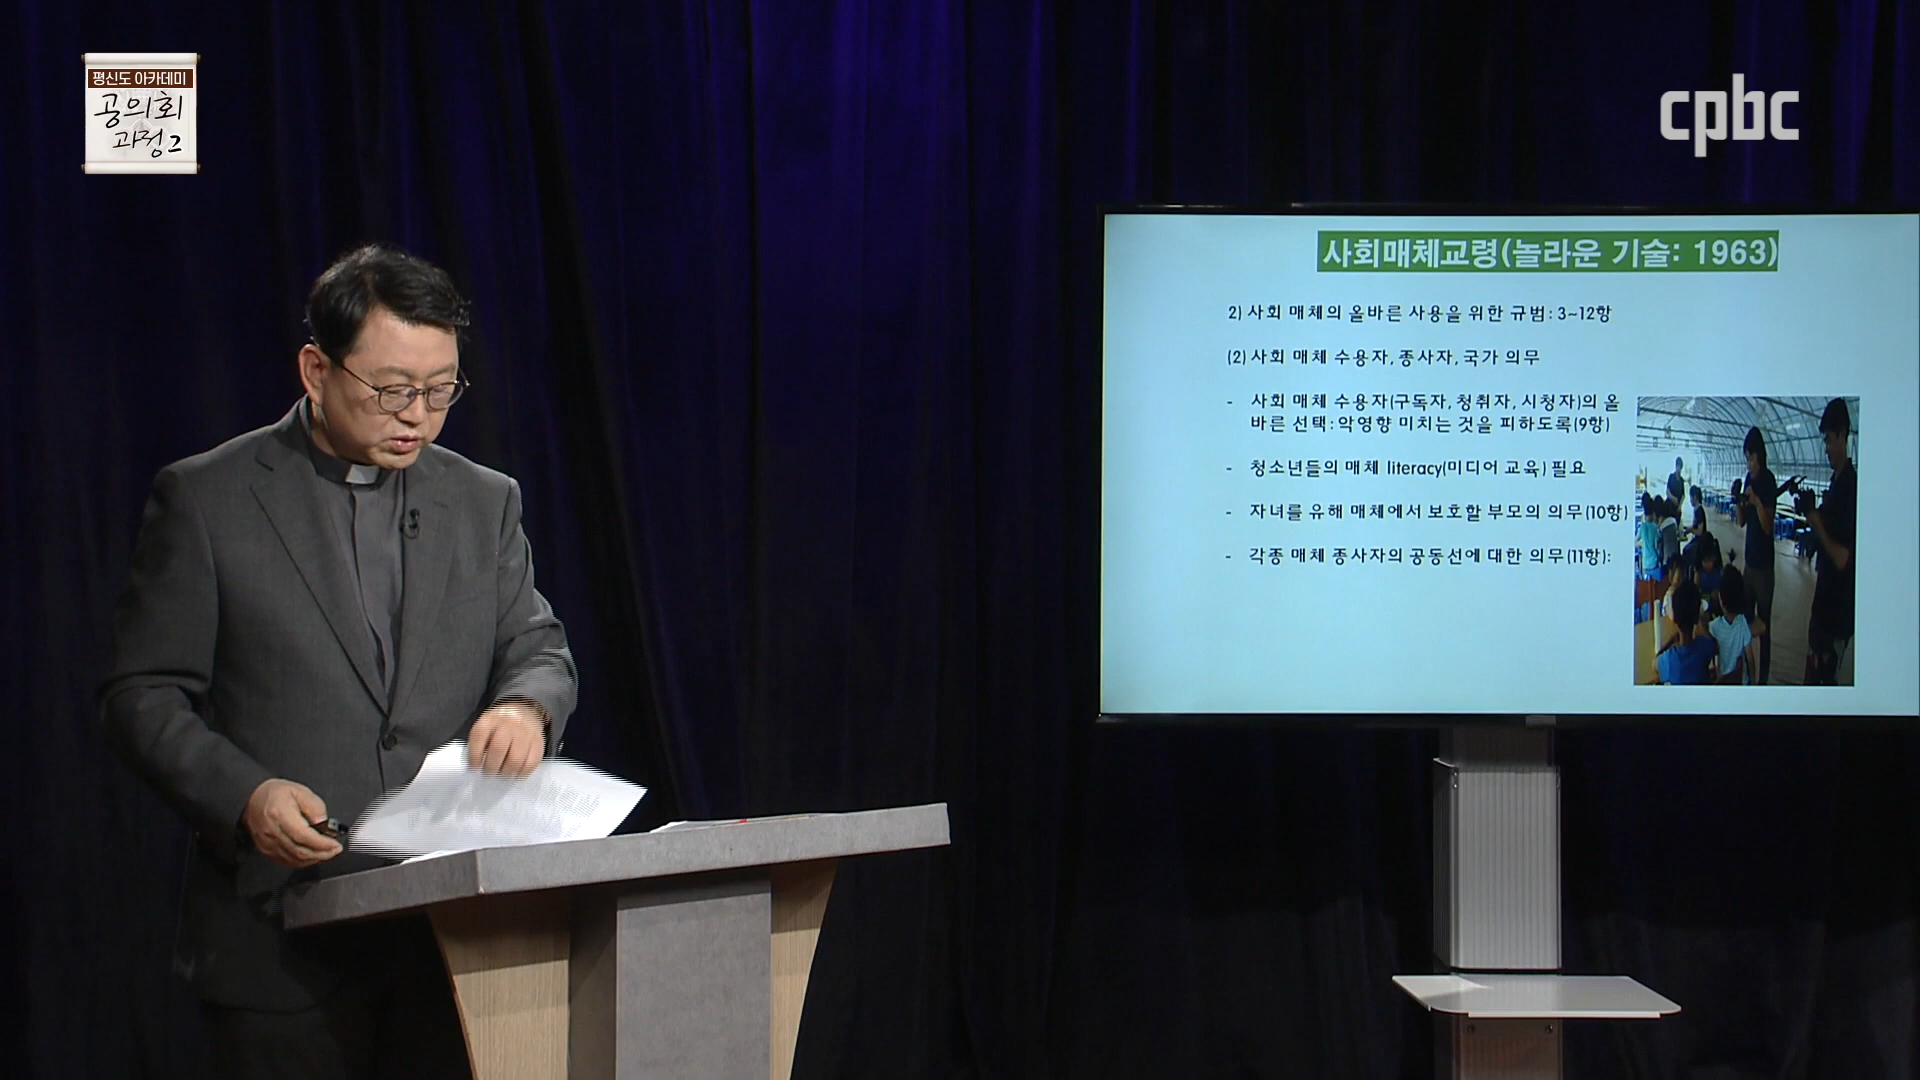 평신도 아카데미
공의회
과정 2
cpbc
사회매체교령(놀라운 기술: 1963)
2) 사회 매체의 올바른 사용을 위한 규범: 3~12항
(2) 사회 매체 수용자, 종사자, 국가 의무
- 사회 매체 수용자(구독자, 청취자, 시청자)의 올
바른 선택: 악영향 미치는 것을 피하도록(9항)
- 청소년들의 매체 literacy(미디어 교육) 필요
- 자녀를 유해 매체에서 보호할 부모의 의무(10항)
- 각종 매체 종사자의 공동선에 대한 의무(11항):